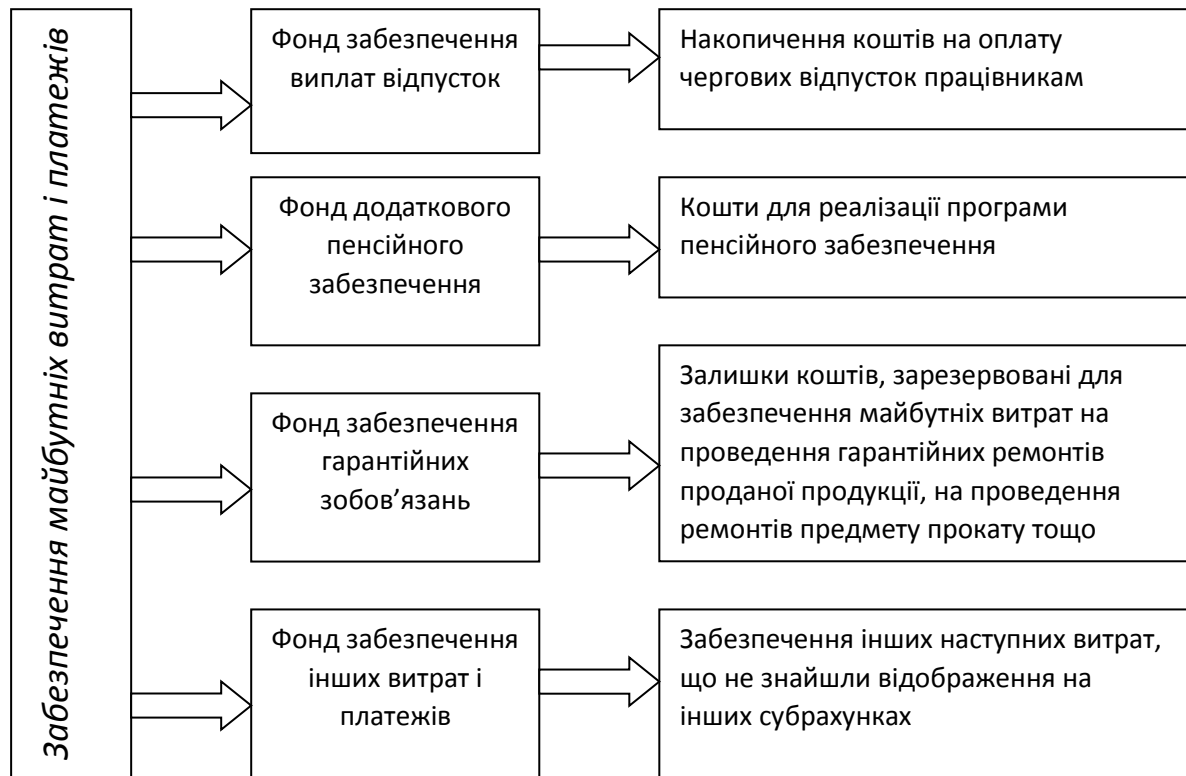 Забезпечення майбутніх витрат і платежів
Фонд забезпечення
виплат відпусток
Накопичення коштів на оплату
чергових відпусток працівникам
Фонд додаткового
пенсійного
забезпечення
Кошти для реалізації програми
пенсійного забезпечення
Фонд забезпечення
гарантійних
зобов’язань
Залишки коштів, зарезервовані для
забезпечення майбутніх витрат на
проведення гарантійних ремонтів
проданої продукції, на проведення
ремонтів предмету прокату тощо
Фонд забезпечення
інших витрат і
платежів
Забезпечення інших наступних витрат,
що не знайшли відображення на
інших субрахунках